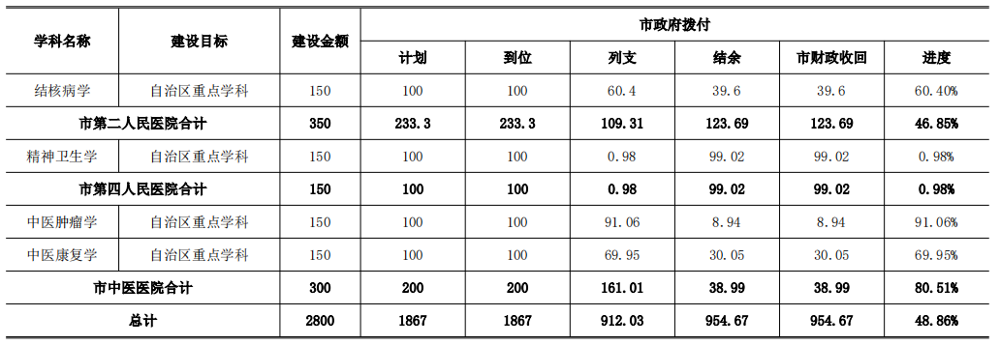 学科名称 建设目标 建设金额 市政府拨付
计划 到位 列支 结余 市财政收回 进度
结核病学 自治区重点学科 150 100 100 60.4 39.6 39.6 60.40%
市第二人民医院合计 350 233.3 233.3 109.31 123.69 123.69 46.85%
精神卫生学 自治区重点学科 150 100 100 0.98 99.02 99.02 0.98%
市第四人民医院合计 150 100 100 0.98 99.02 99.02 0.98%
中医肿瘤学 自治区重点学科 150 100 100 91.06 8.94 8.94 91.06%
中医康复学 自治区重点学科 150 100 100 69.95 30.05 30.05 69.95%
市中医医院合计 300 200 200 161.01 38.99 38.99 80.51%
总计 2800 1867 1867 912.03 954.67 954.67 48.86%